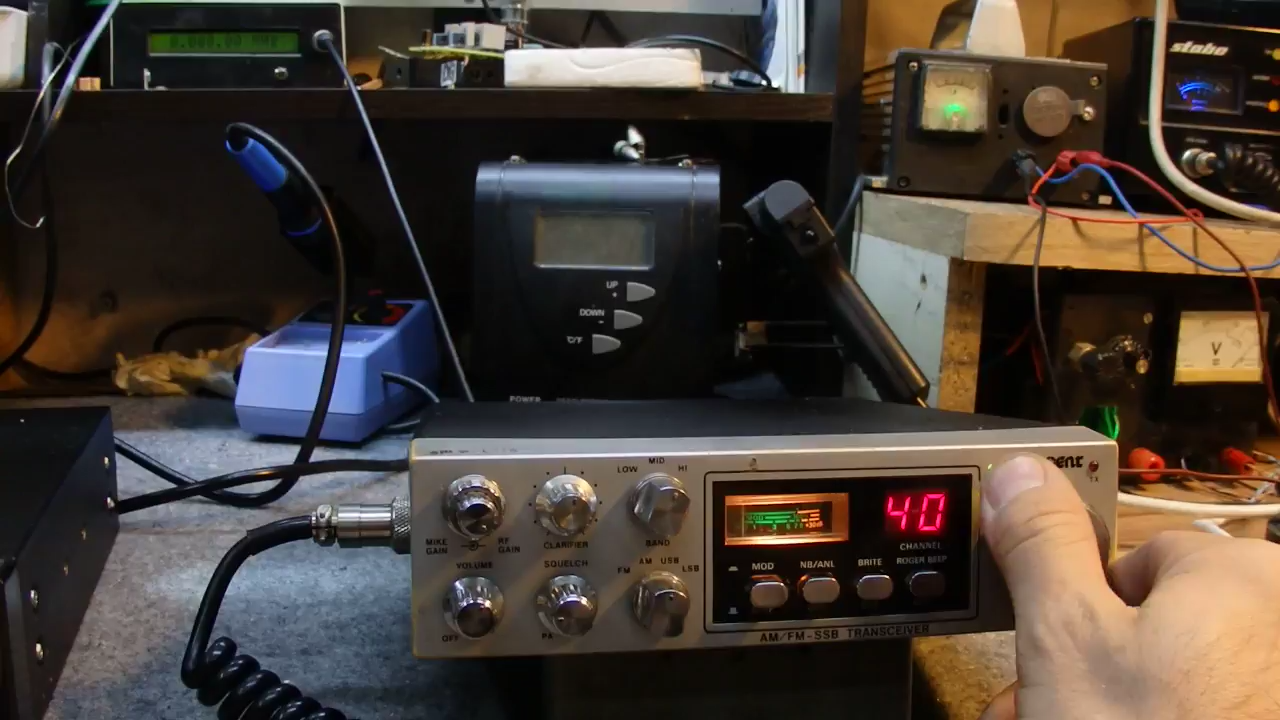 stabo
UP
DOWN
°C/F
POWER
V
LOW MID HI
MIKE GAIN
RF GAIN
CLARIFIER
BAND
VOLUME
SQUELCH
FM AM USB LSB
OFF
PA
40
CHANNEL
MOD NB/ANL BRITE ROGER BEEP
TX
AM/FM-SSB TRANSCEIVER